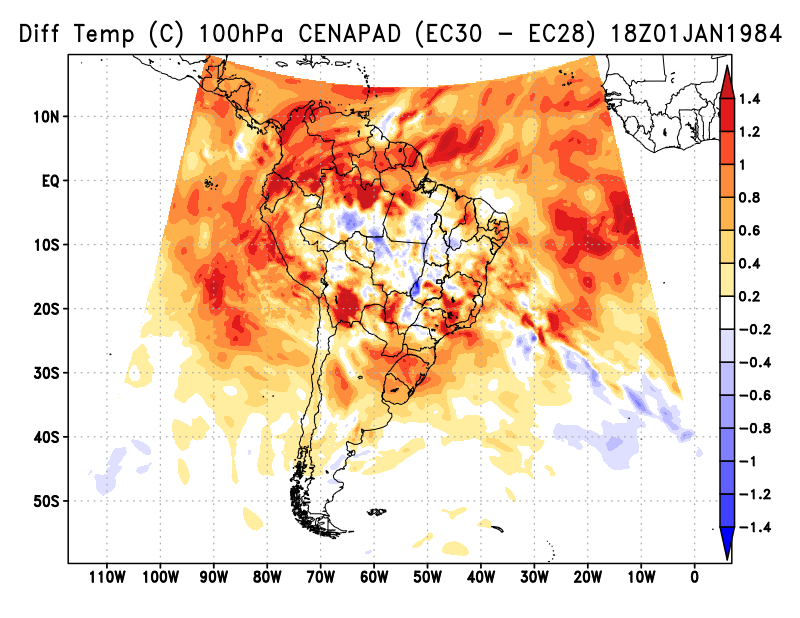 Diff Temp (C) 100hPa CENAPAD (EC30 − EC28) 18Z01JAN1984
10N
EQ
10S
20S
30S
40S
50S
110W 100W 90W 80W 70W 60W 50W 40W 30W 20W 10W 0
1.4
1.2
1
0.8
0.6
0.4
0.2
−0.2
−0.4
−0.6
−0.8
−1
−1.2
−1.4